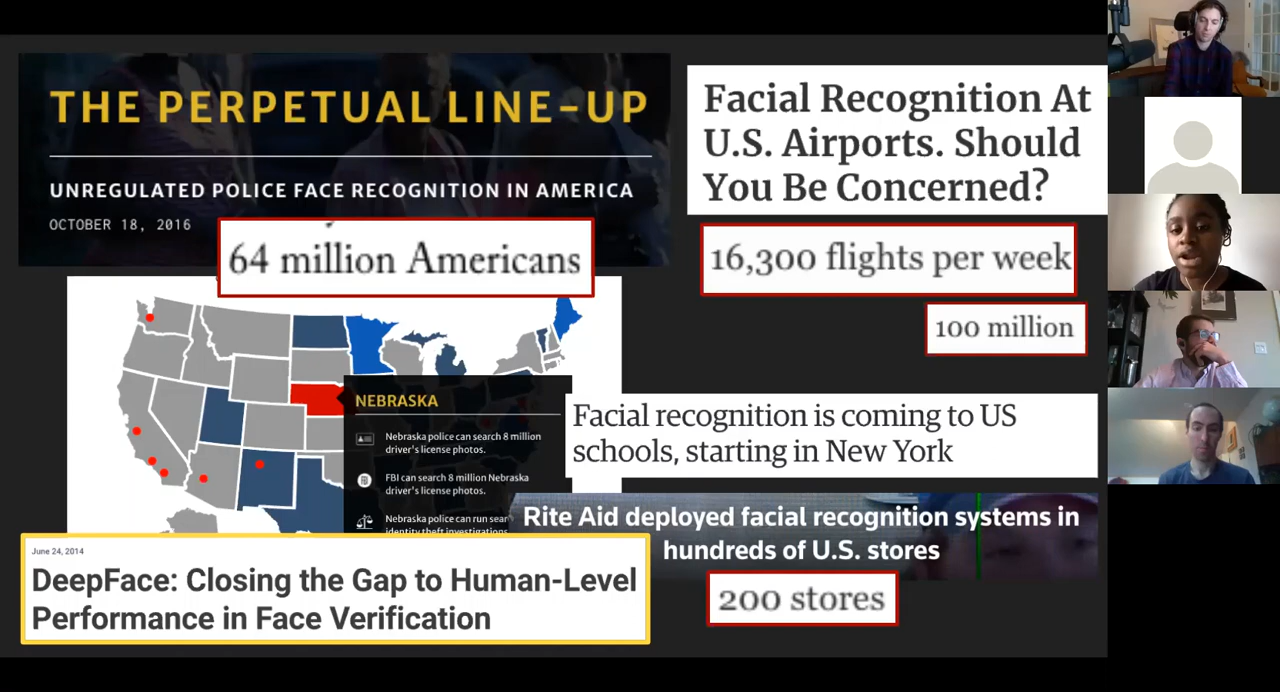 THE PERPETUAL LINE-UP
UNREGULATED POLICE FACE RECOGNITION IN AMERICA
OCTOBER 18, 2016
64 million Americans
NEBRASKA
Nebraska police can search 8 million
driver's license photos.
FBI can search 8 million Nebraska
driver's license photos.
Nebraska police can run
identity theft investigations
June 24, 2014
DeepFace: Closing the Gap to Human-Level
Performance in Face Verification
Facial Recognition At
U.S. Airports. Should
You Be Concerned?
16,300 flights per week
100 million
Facial recognition is coming to US
schools, starting in New York
Rite Aid deployed facial recognition systems in
hundreds of U.S. stores
200 stores